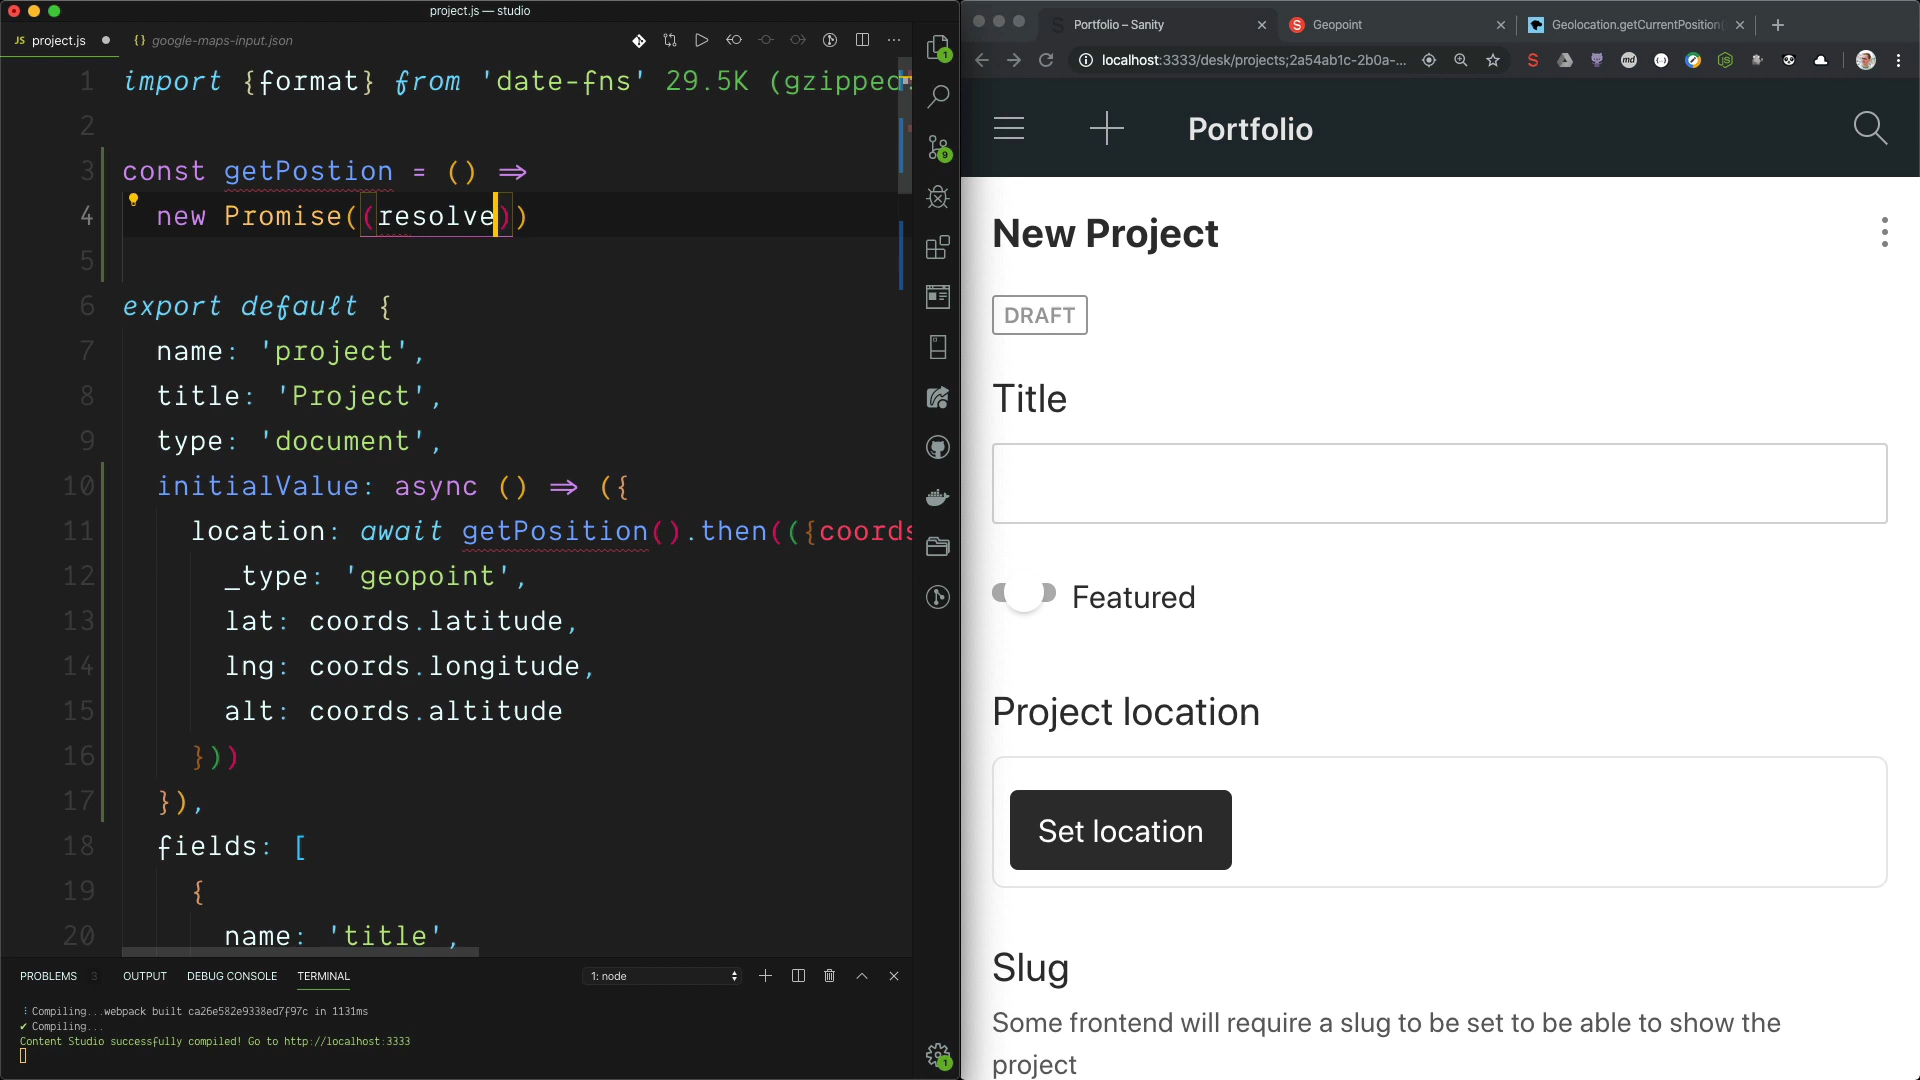 project.js — studio
JS project.js
{} google-maps-input.json
1 import {format} from 'date-fns' 29.5K (gzipped:
2
3 const getPostion = () =>
4 new Promise((resolve))
5
6 export default {
7 name: 'project',
8 title: 'Project',
9 type: 'document',
10 initialValue: async () => ({
11 location: await getPosition().then(({coords
12 _type: 'geopoint',
13 lat: coords.latitude,
14 lng: coords.longitude,
15 alt: coords.altitude
16 }))
17 }),
18 fields: [
19 {
20 name: 'title',
PROBLEMS 3 OUTPUT DEBUG CONSOLE TERMINAL 1: node
Compiling...webpack built ca26e582e9338ed7f97c in 1131ms
✔ Compiling...
Content Studio successfully compiled! Go to http://localhost:3333
1
9
1
Portfolio – Sanity
Geopoint
Geolocation.getCurrentPosition(
localhost:3333/desk/projects;2a54ab1c-2b0a-...
Portfolio
New Project
DRAFT
Title
Featured
Project location
Set location
Slug
Some frontend will require a slug to be set to be able to show the
project